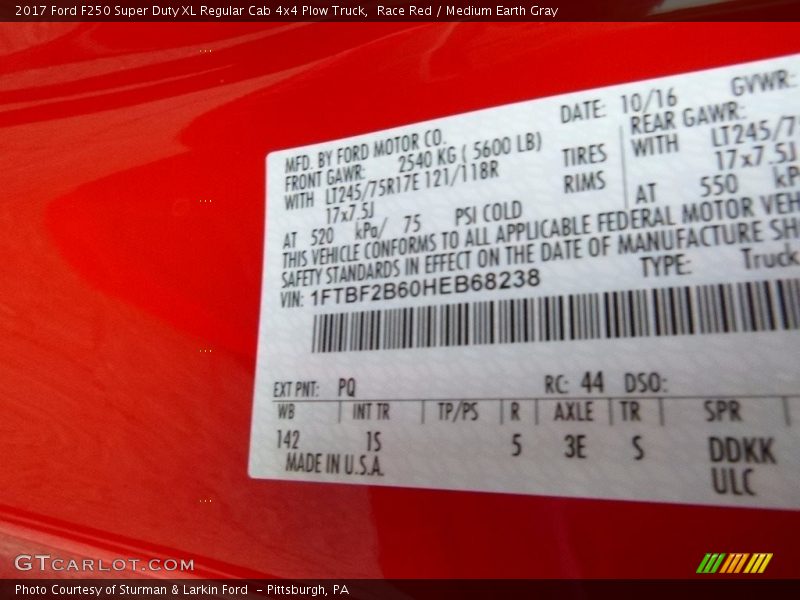 2017 Ford F250 Super Duty XL Regular Cab 4x4 Plow Truck,  Race Red / Medium Earth Gray
MFD. BY FORD MOTOR CO.
DATE: 10/16
GVWR:
FRONT GAWR: 2540 KG ( 5600 LB)
REAR GAWR:
WITH LT245/75R17E 121/118R
TIRES
WITH LT245/7
17x7.5J
RIMS
17x7.5J
AT 520 kPa/ 75 PSI COLD
AT 550 kP
THIS VEHICLE CONFORMS TO ALL APPLICABLE FEDERAL MOTOR VEH
SAFETY STANDARDS IN EFFECT ON THE DATE OF MANUFACTURE SH
VIN: 1FTBF2B60HEB68238
TYPE: Truck
EXT PNT: PQ
RC: 44 DSO:
WB INT TR TP/PS R AXLE TR SPR
142 1S 5 3E S DDKK
MADE IN U.S.A.
ULC
GTCARLOT.COM
Photo Courtesy of Sturman & Larkin Ford  - Pittsburgh, PA